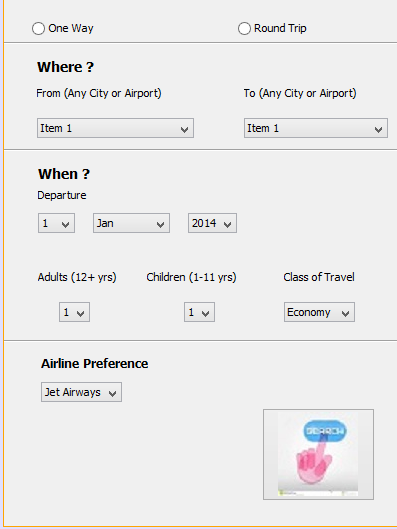 One Way Round Trip
Where ?
From (Any City or Airport) To (Any City or Airport)
Item 1 Item 1
When ?
Departure
1 Jan 2014
Adults (12+ yrs) Children (1-11 yrs) Class of Travel
1 1 Economy
Airline Preference
Jet Airways
SEARCH